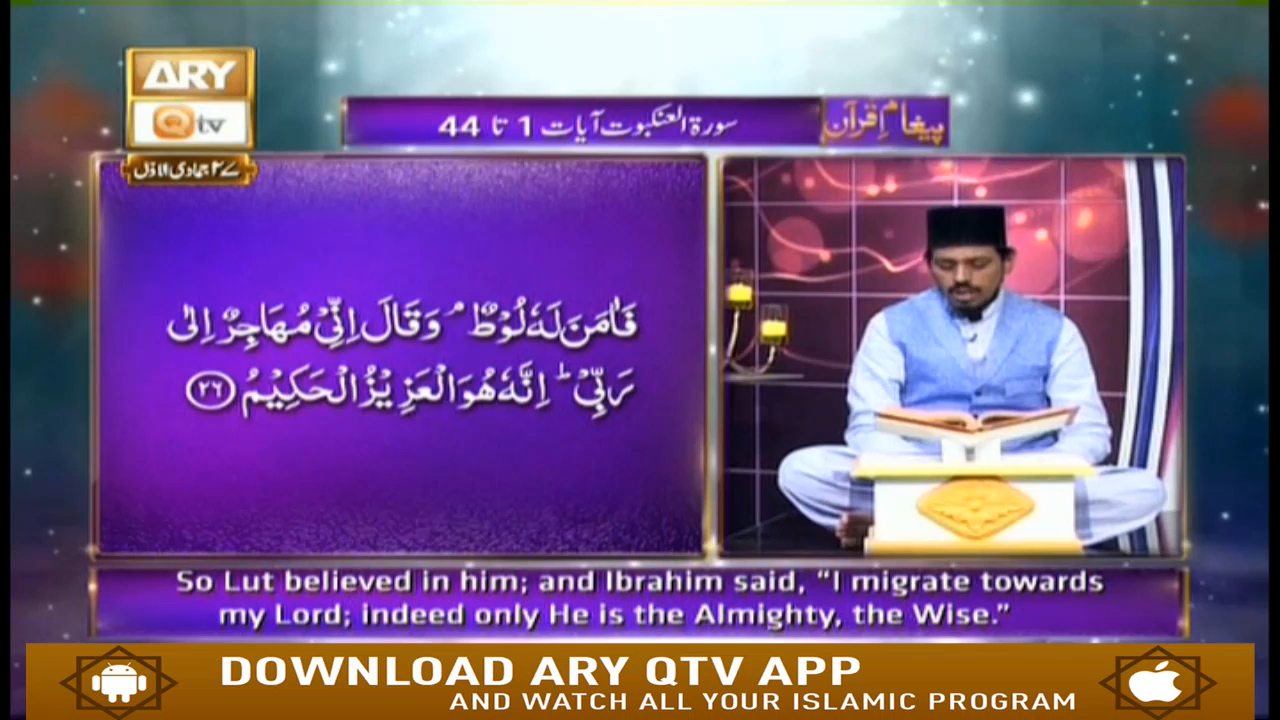 ARY
Qtv
۲۷ جمادی الاوّل
پیغامِ قرآن
سورۃ العنکبوت آیات 1 تا 44
فَاٰمَنَ لَهٗ لُوْطٌ ۘ وَقَالَ اِنِّیْ مُهَاجِرٌ اِلٰی
رَبِّیْ ؕ اِنَّهٗ هُوَ الْعَزِیْزُ الْحَكِیْمُ ﴿۲۶﴾
So Lut believed in him; and Ibrahim said, “I migrate towards
my Lord; indeed only He is the Almighty, the Wise.”
DOWNLOAD ARY QTV APP
AND WATCH ALL YOUR ISLAMIC PROGRAM